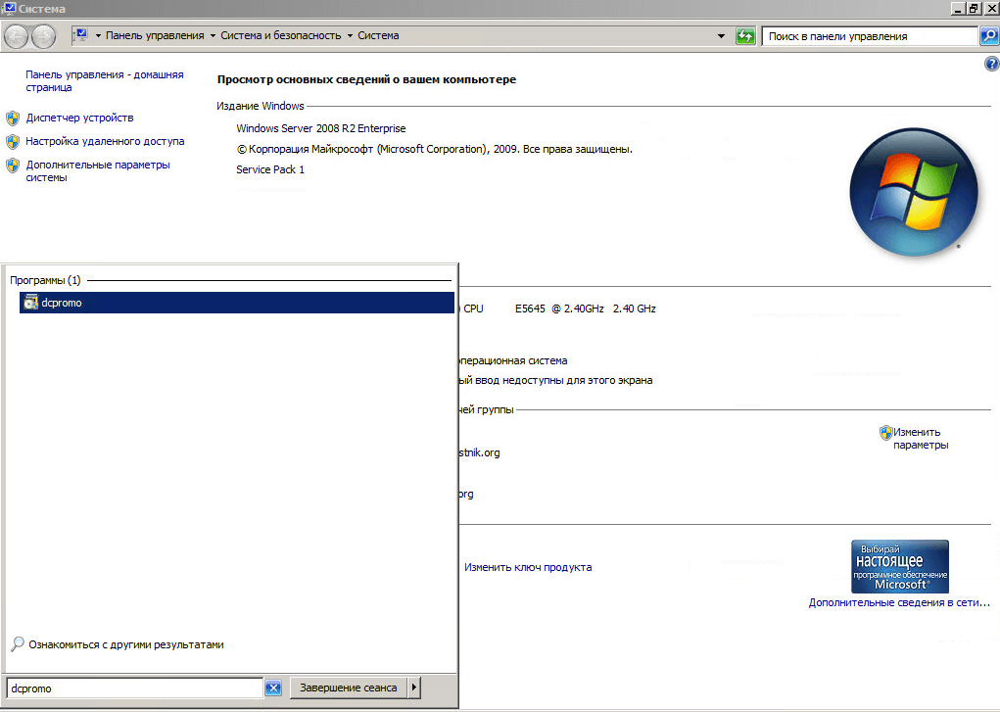 Система
Панель управления
Система и безопасность
Система
Поиск в панели управления
Панель управления - домашняя
страница
Диспетчер устройств
Настройка удаленного доступа
Дополнительные параметры
системы
Просмотр основных сведений о вашем компьютере
Издание Windows
Windows Server 2008 R2 Enterprise
© Корпорация Майкрософт (Microsoft Corporation), 2009. Все права защищены.
Service Pack 1
) CPU E5645 @ 2.40GHz 2.40 GHz
операционная система
ый ввод недоступны для этого экрана
чей группы
stnik.org
org
Изменить
параметры
Изменить ключ продукта
Выбирай
настоящее
программное обеспечение
Microsoft®
Дополнительные сведения в сети...
Программы (1)
dcpromo
Ознакомиться с другими результатами
dcpromo
Завершение сеанса